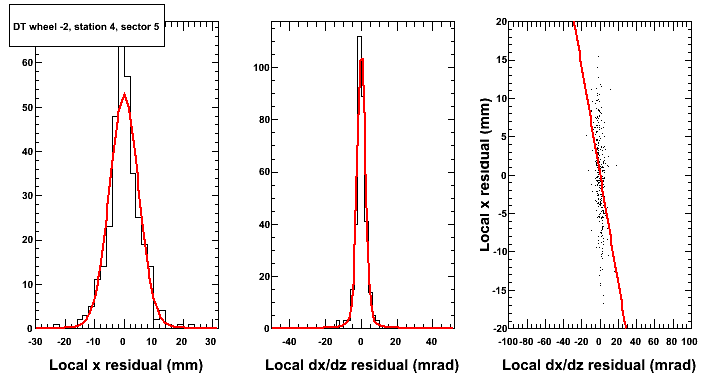 DT wheel -2, station 4, sector 5
60
50
40
30
20
10
0
-30 -20 -10 0 10 20 30
Local x residual (mm)
100
80
60
40
20
0
-40 -20 0 20 40
Local dx/dz residual (mrad)
Local x residual (mm)
20
15
10
5
0
-5
-10
-15
-20
-100 -80 -60 -40 -20 0 20 40 60 80 100
Local dx/dz residual (mrad)